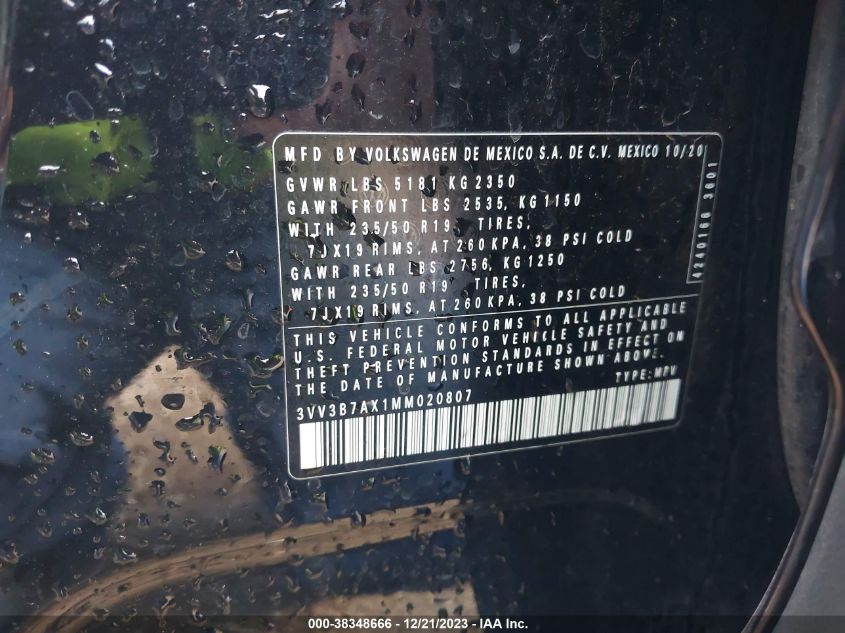 MFD BY VOLKSWAGEN DE MEXICO S.A. DE C.V. MEXICO 10/20
GVWR LBS 5181 KG 2350
GAWR FRONT LBS 2535, KG 1150
WITH 235/50 R19 TIRES,
7JX19 RIMS, AT 260 KPA, 38 PSI COLD
GAWR REAR LBS 2756, KG 1250
WITH 235/50 R19 TIRES,
7JX19 RIMS, AT 260 KPA, 38 PSI COLD
4240166 3601
THIS VEHICLE CONFORMS TO ALL APPLICABLE
U.S. FEDERAL MOTOR VEHICLE SAFETY AND
THEFT PREVENTION STANDARDS IN EFFECT ON
THE DATE OF MANUFACTURE SHOWN ABOVE.
TYPE: MPV
3VV3B7AX1MM020807
000-38348666 - 12/21/2023 - IAA Inc.